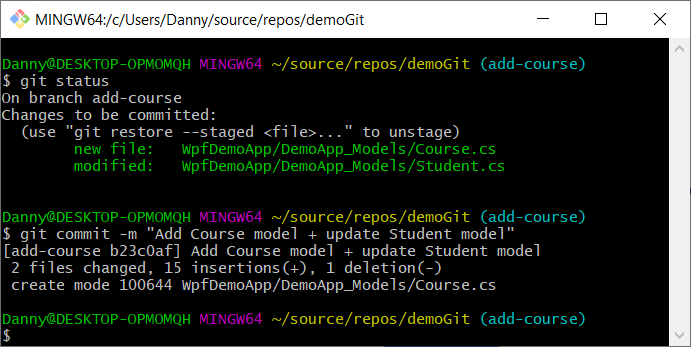 MINGW64:/c/Users/Danny/source/repos/demoGit
Danny@DESKTOP-OPMOMQH MINGW64 ~/source/repos/demoGit (add-course)
$ git status
On branch add-course
Changes to be committed:
  (use "git restore --staged <file>..." to unstage)
        new file:   WpfDemoApp/DemoApp_Models/Course.cs
        modified:   WpfDemoApp/DemoApp_Models/Student.cs
Danny@DESKTOP-OPMOMQH MINGW64 ~/source/repos/demoGit (add-course)
$ git commit -m "Add Course model + update Student model"
[add-course b23c0af] Add Course model + update Student model
 2 files changed, 15 insertions(+), 1 deletion(-)
 create mode 100644 WpfDemoApp/DemoApp_Models/Course.cs
Danny@DESKTOP-OPMOMQH MINGW64 ~/source/repos/demoGit (add-course)
$